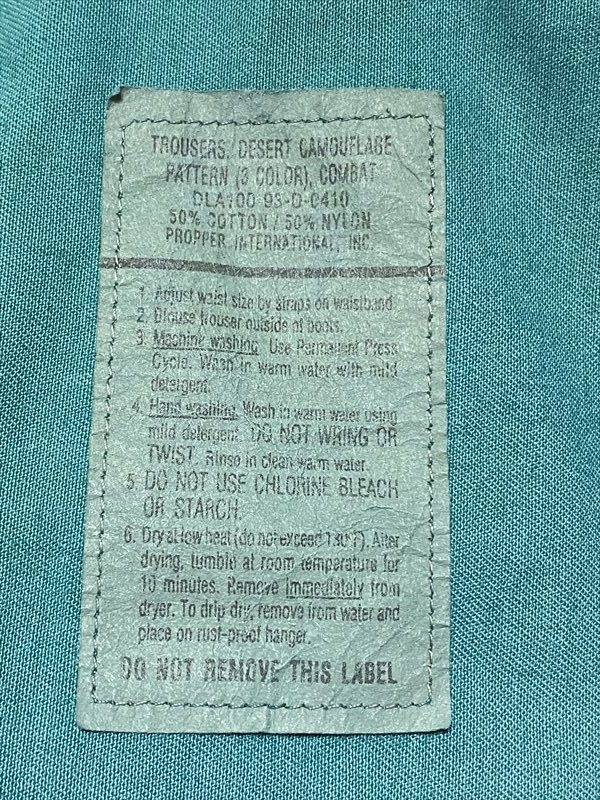 TROUSERS, DESERT CAMOUFLAGE
PATTERN (3 COLOR), COMBAT
DLA100-93-D-0410
50% COTTON / 50% NYLON
PROPPER INTERNATIONAL, INC.
1. Adjust waist size by straps on waistband
2. Blouse trouser outside of boots.
3. Machine washing. Use Permanent Press
Cycle. Wash in warm water with mild
detergent.
4. Hand washing. Wash in warm water using
mild detergent. DO NOT WRING OR
TWIST. Rinse in clean warm water.
5. DO NOT USE CHLORINE BLEACH
OR STARCH.
6. Dry at low heat (do not exceed 130°F). After
drying, tumble at room temperature for
10 minutes. Remove immediately from
dryer. To drip dry, remove from water and
place on rust-proof hanger.
DO NOT REMOVE THIS LABEL